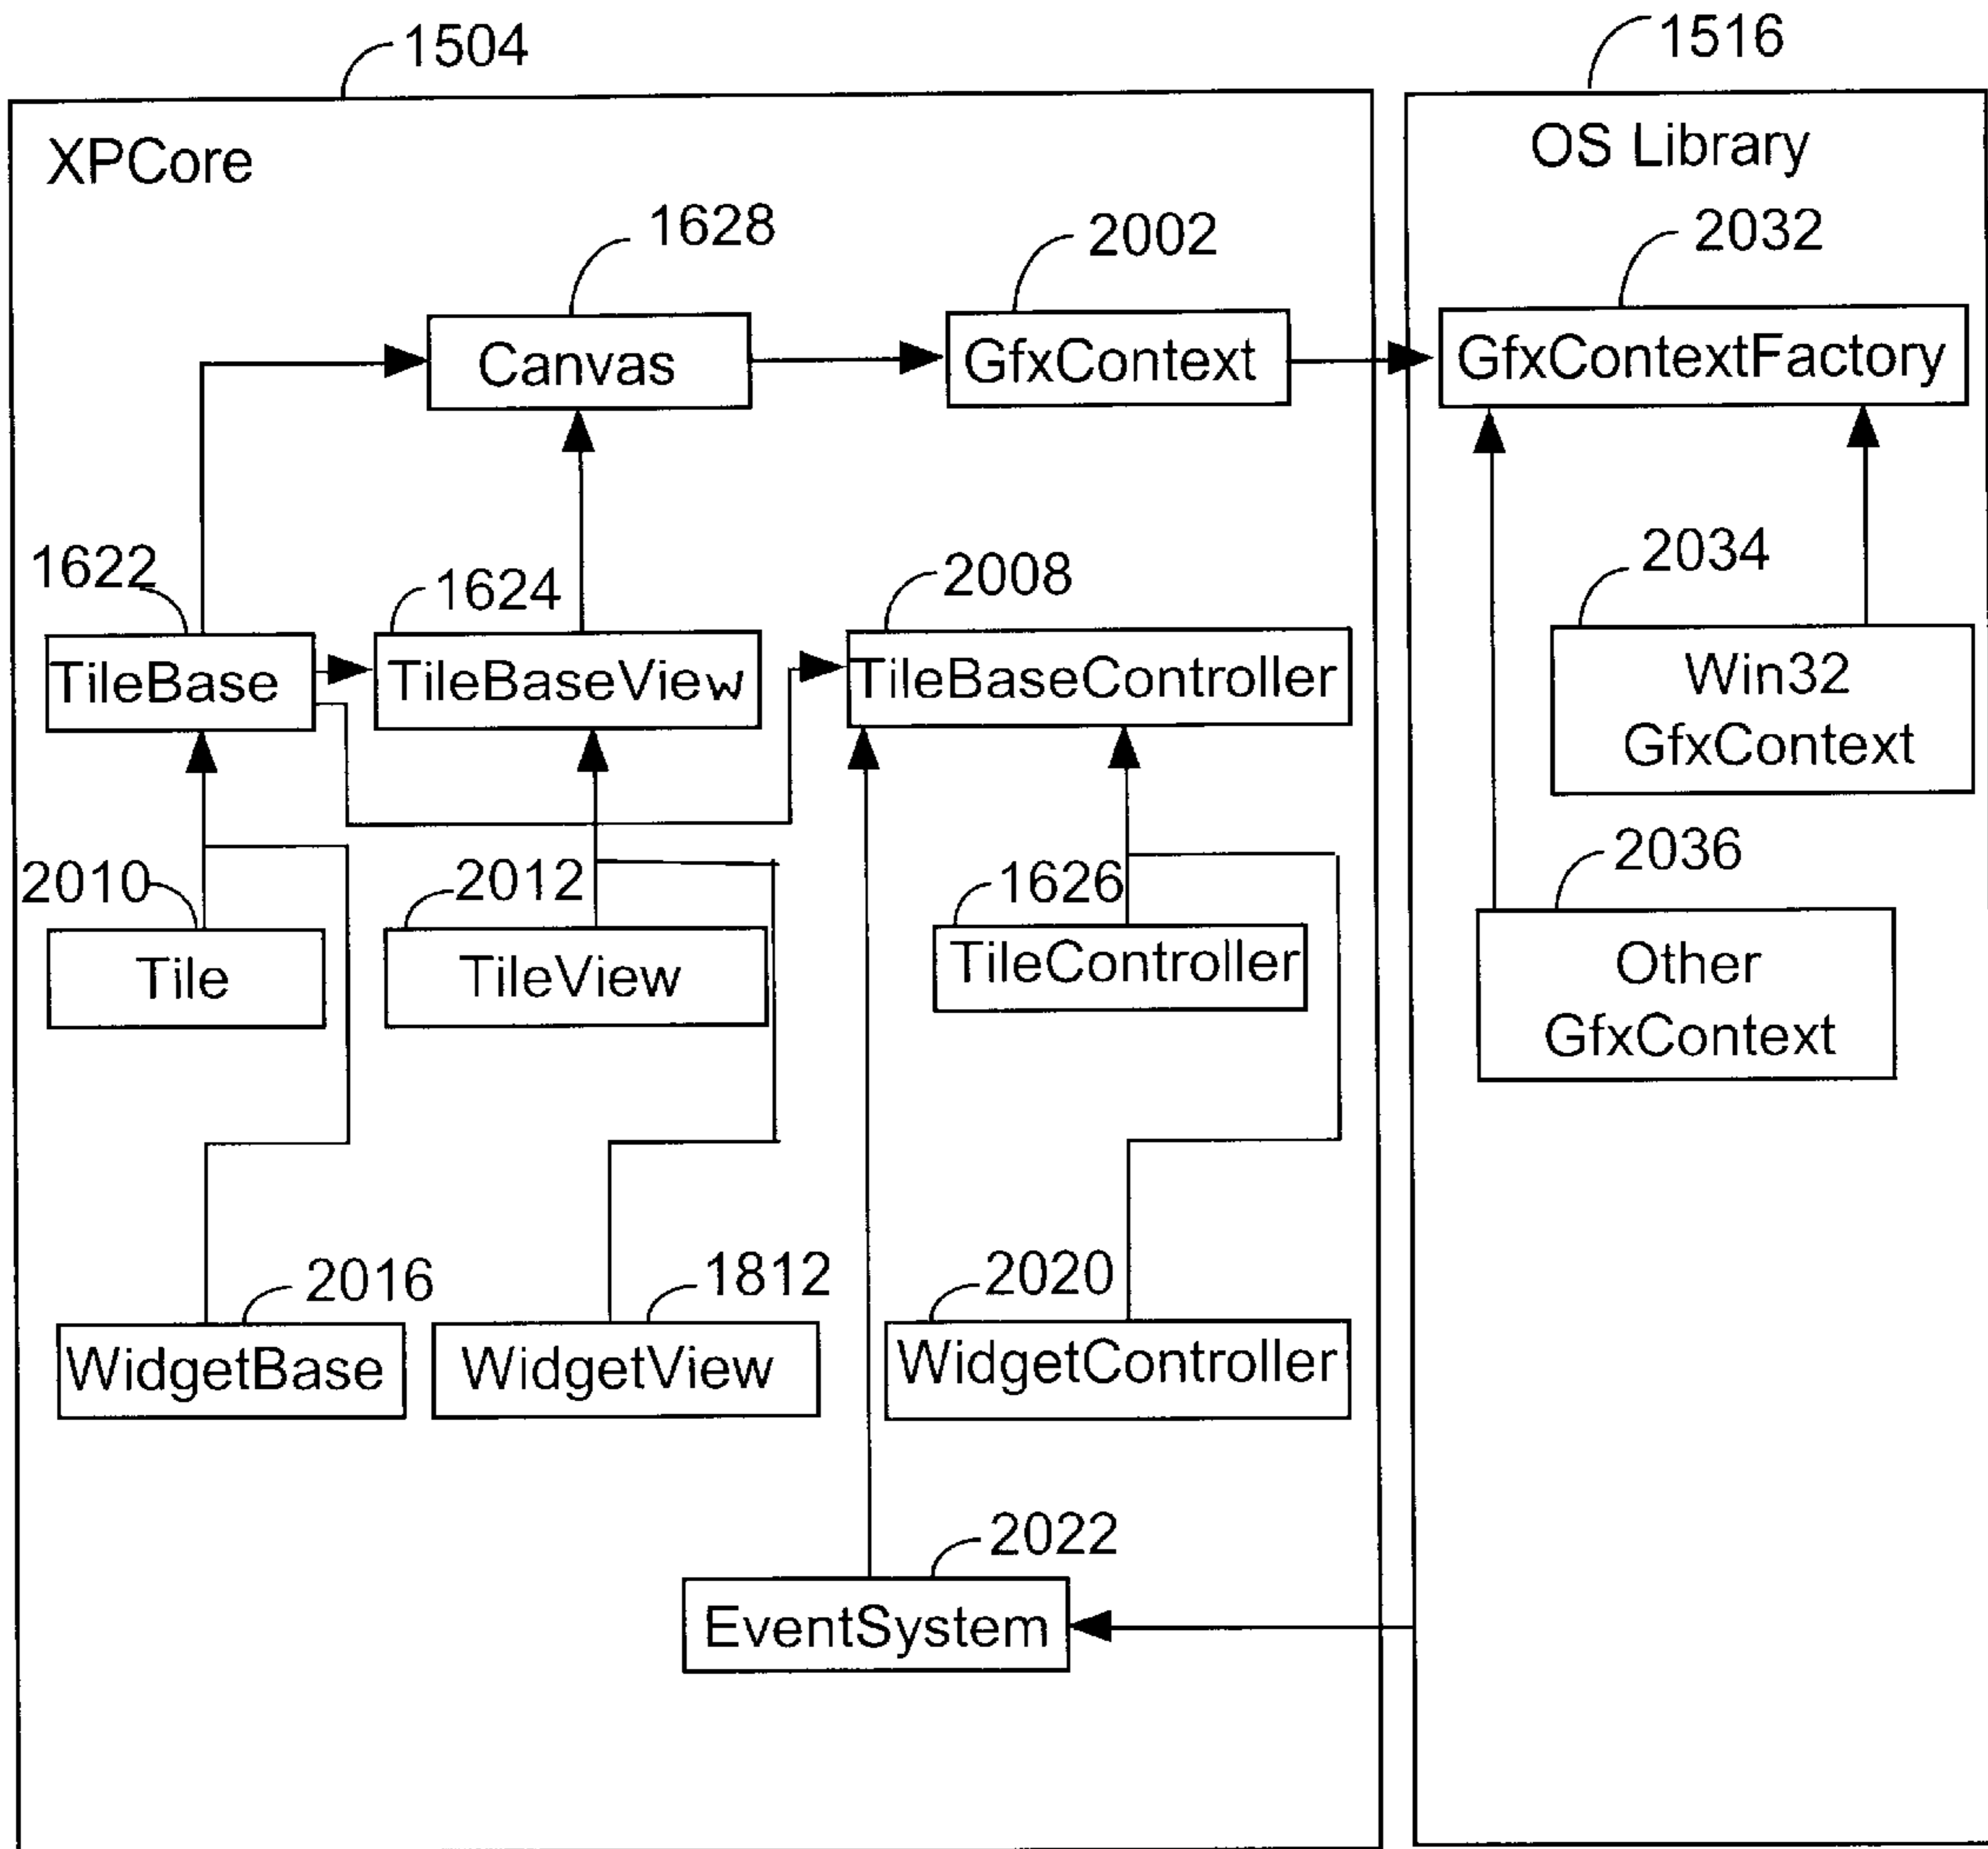 1504
1516
XPCore
OS Library
1628
2002
2032
Canvas
GfxContext
GfxContextFactory
1622
1624
2008
2034
TileBase
TileBaseView
TileBaseController
Win32
GfxContext
2010
2012
1626
2036
Tile
TileView
TileController
Other
GfxContext
2016
1812
2020
WidgetBase
WidgetView
WidgetController
2022
EventSystem